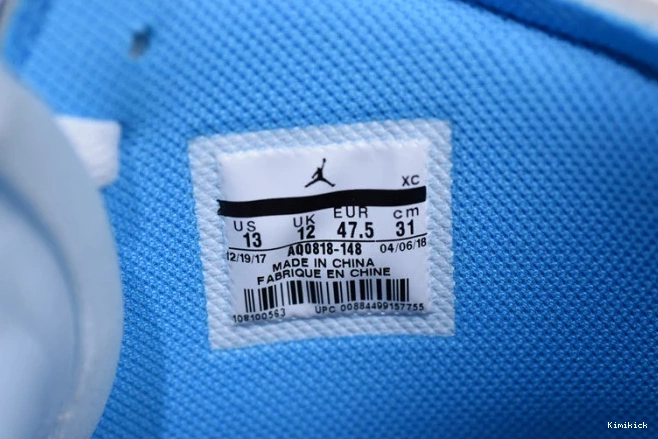 XC
US UK EUR cm
13 12 47.5 31
12/19/17 AQ0818-148 04/06/18
MADE IN CHINA
FABRIQUE EN CHINE
108100563 UPC 00884499157755
Kimikick